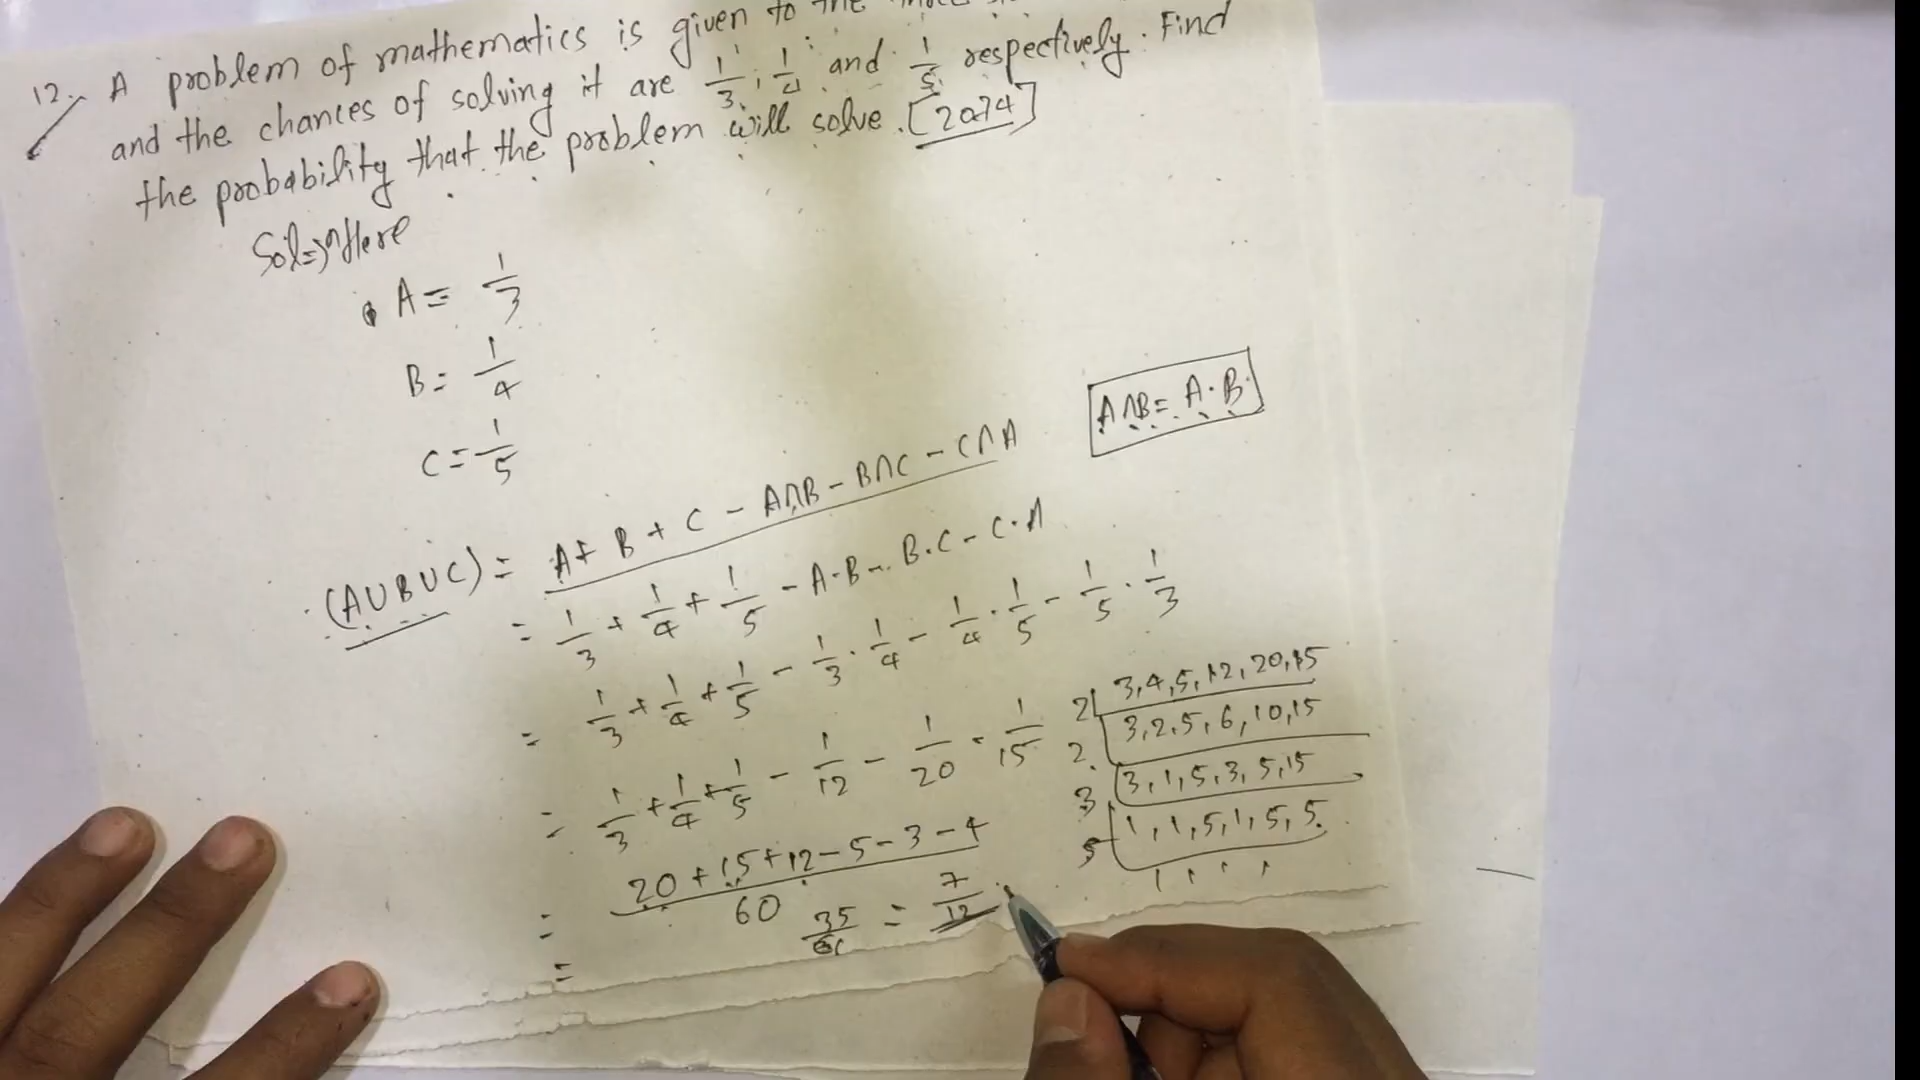 12. A problem of mathematics is given to the
and the chances of solving it are 1/3, 1/4 and 1/5 respectively. Find
the probability that the problem will solve. [2074]
Sol=>n Here
A = 1/3
B = 1/4
C = 1/5
A∩B = A·B
(A∪B∪C) = A + B + C - A∩B - B∩C - C∩A
= 1/3 + 1/4 + 1/5 - A·B - B·C - C·A
= 1/3 + 1/4 + 1/5 - 1/3 · 1/4 - 1/4 · 1/5 - 1/5 · 1/3
= 1/3 + 1/4 + 1/5 - 1/12 - 1/20 - 1/15
= 20 + 15 + 12 - 5 - 3 - 4 / 60
= 35/ = 7/12
2 | 3, 4, 5, 12, 20, 15
2 | 3, 2, 5, 6, 10, 15
3 | 3, 1, 5, 3, 5, 15
5 | 1, 1, 5, 1, 5, 5
1 1 1 1